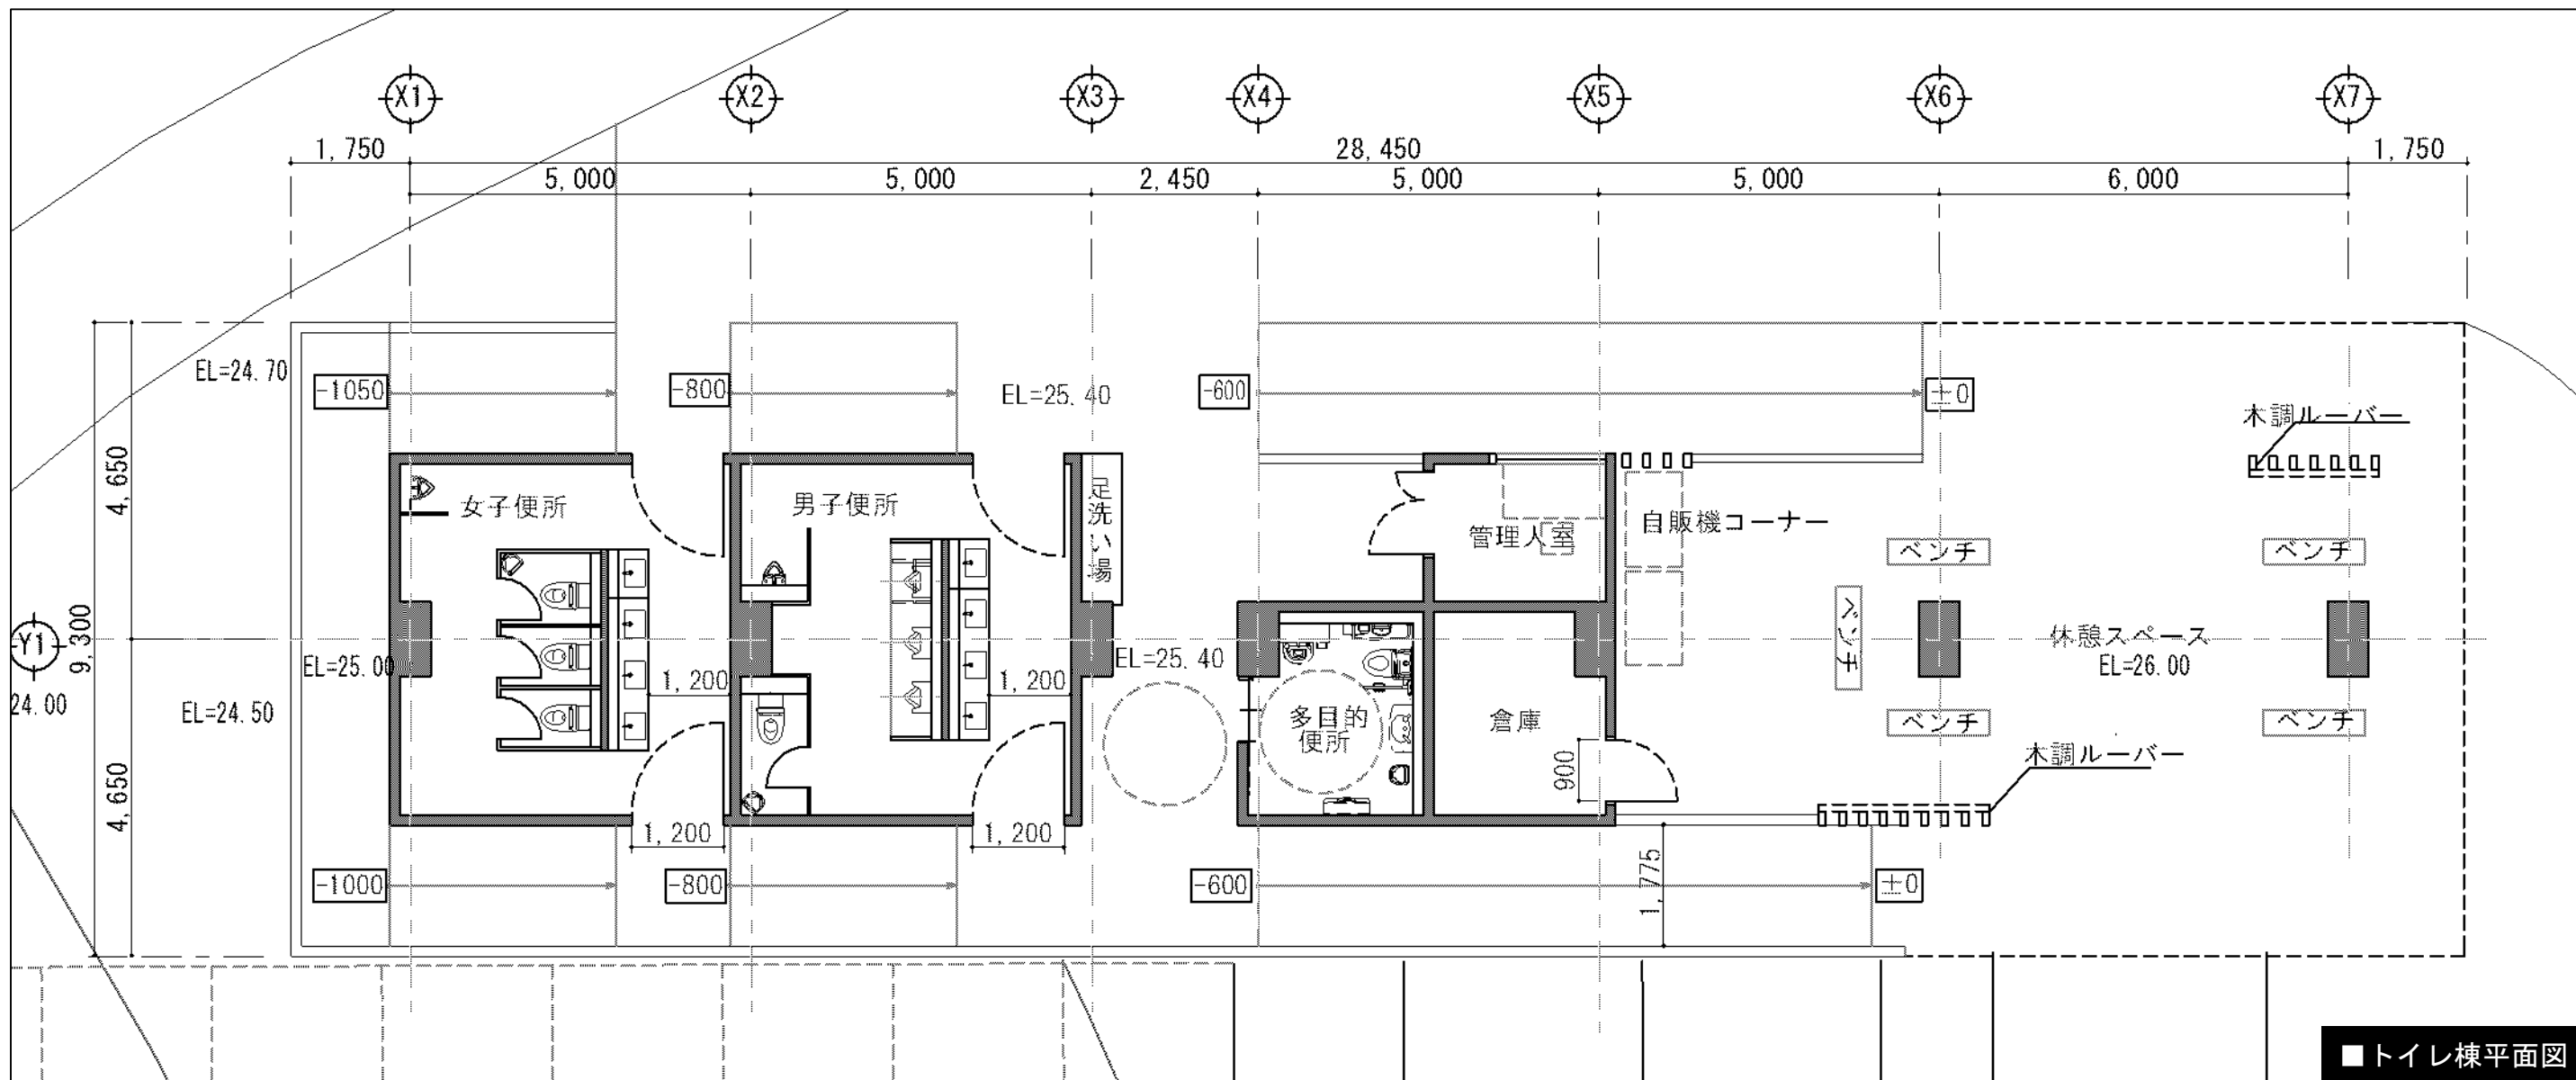 X1 X2 X3 X4 X5 X6 X7
1,750 28,450 1,750
5,000 5,000 2,450 5,000 5,000 6,000
EL=24.70
-1050 -800 EL=25.40 -600 ±0
木調ルーバー
4,650
女子便所
男子便所
足洗い場
管理人室
自販機コーナー
ベンチ ベンチ
ベンチ
Y1
9,300
24.00
EL=25.00
EL=24.50
1,200
1,200
EL=25.40
休憩スペース
EL=26.00
多目的
便所
倉庫
900
ベンチ ベンチ
木調ルーバー
4,650
1,200 1,200
1,775
-1000 -800 -600 ±0
■トイレ棟平面図